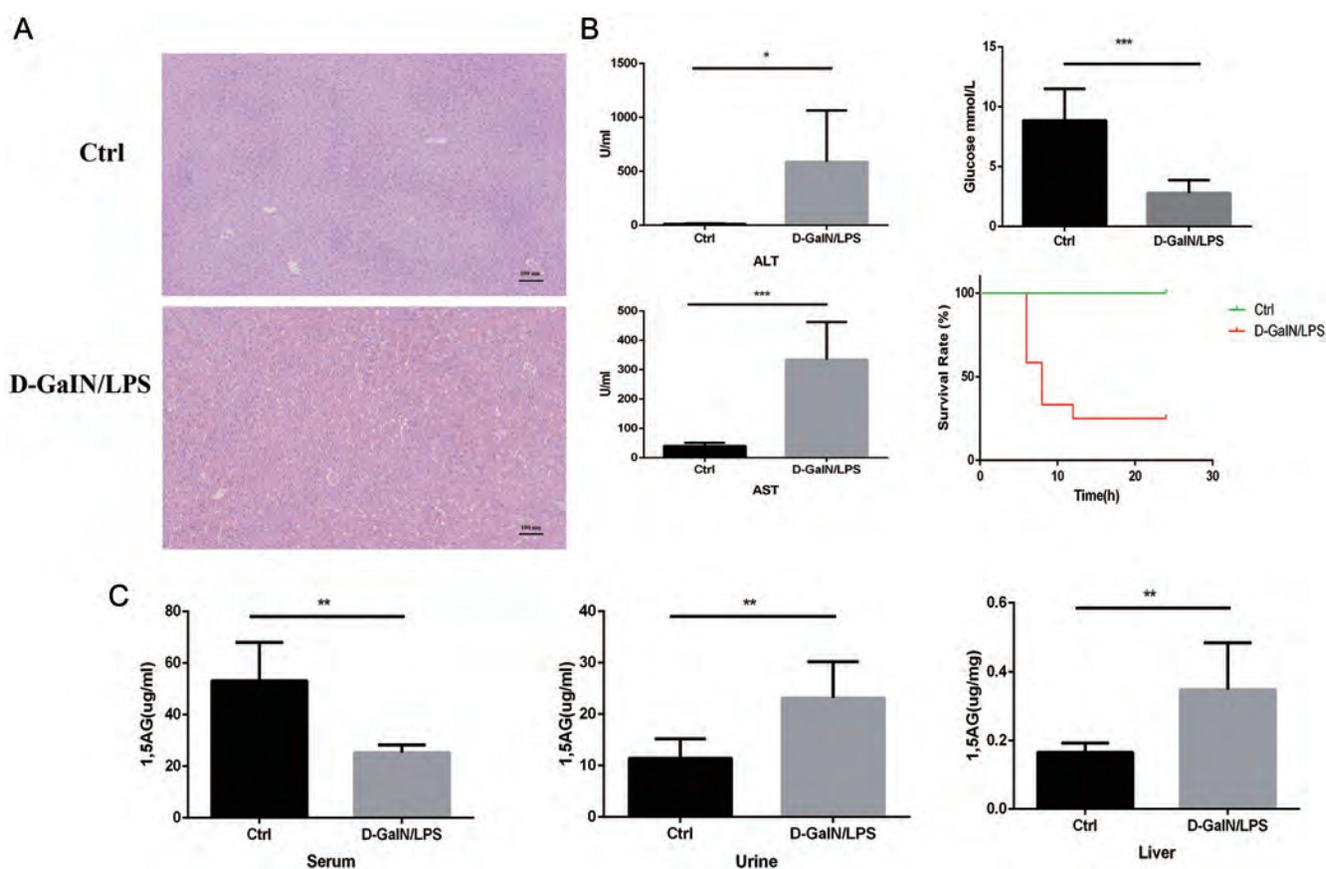 A
Ctrl
D-GalN/LPS
B
*
1500
1000
500
0
U/ml
Ctrl
D-GalN/LPS
ALT
***
15
10
5
0
Glucose mmol/L
Ctrl
D-GalN/LPS
***
500
400
300
200
100
0
U/ml
Ctrl
D-GalN/LPS
AST
100
50
0
Survival Rate (%)
0
10
20
30
Time(h)
Ctrl
D-GalN/LPS
C
**
80
60
40
20
0
1,5AG(ug/ml)
Ctrl
D-GalN/LPS
Serum
**
40
30
20
10
0
1,5AG(ug/ml)
Ctrl
D-GalN/LPS
Urine
**
0.6
0.4
0.2
0.0
1,5AG(ug/mg)
Ctrl
D-GalN/LPS
Liver